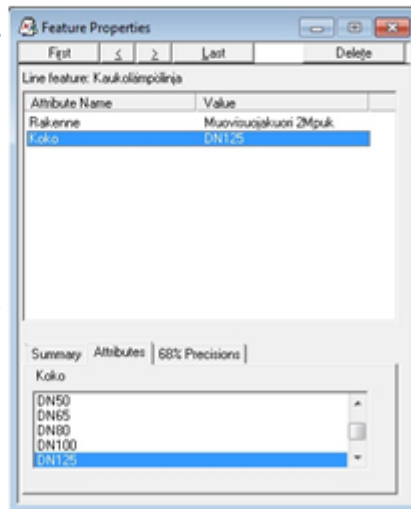 Feature Properties
First < > Last Delete
Line feature: Kaukolämpölinja
Attribute Name Value
Rakenne Muovisuojakuori 2Mpuk
Koko DN125
Summary Attributes 68% Precisions
Koko
DN50
DN65
DN80
DN100
DN125